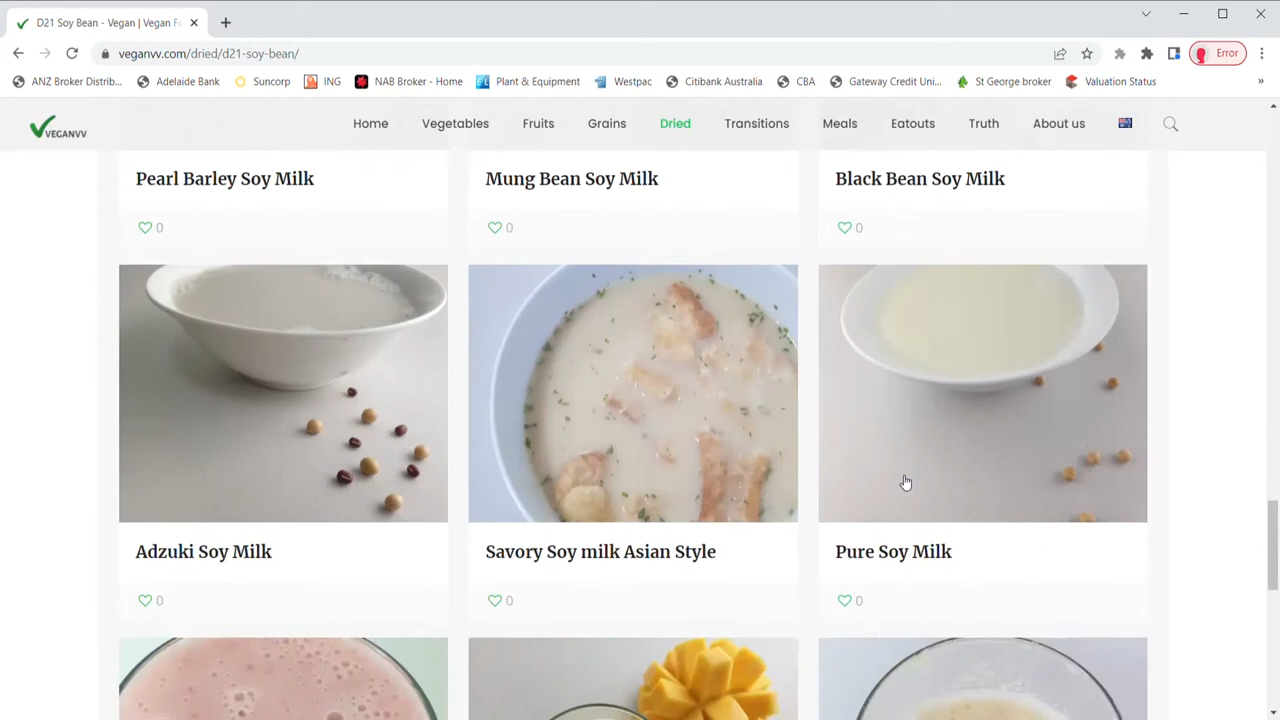 D21 Soy Bean - Vegan | Vegan F
veganvv.com/dried/d21-soy-bean/
Error
ANZ Broker Distrib...
Adelaide Bank
Suncorp
ING
NAB Broker - Home
Plant & Equipment
Westpac
Citibank Australia
CBA
Gateway Credit Uni...
St George broker
Valuation Status
»
VEGANVV
Home
Vegetables
Fruits
Grains
Dried
Transitions
Meals
Eatouts
Truth
About us
Pearl Barley Soy Milk
Mung Bean Soy Milk
Black Bean Soy Milk
0
0
0
Adzuki Soy Milk
Savory Soy milk Asian Style
Pure Soy Milk
0
0
0